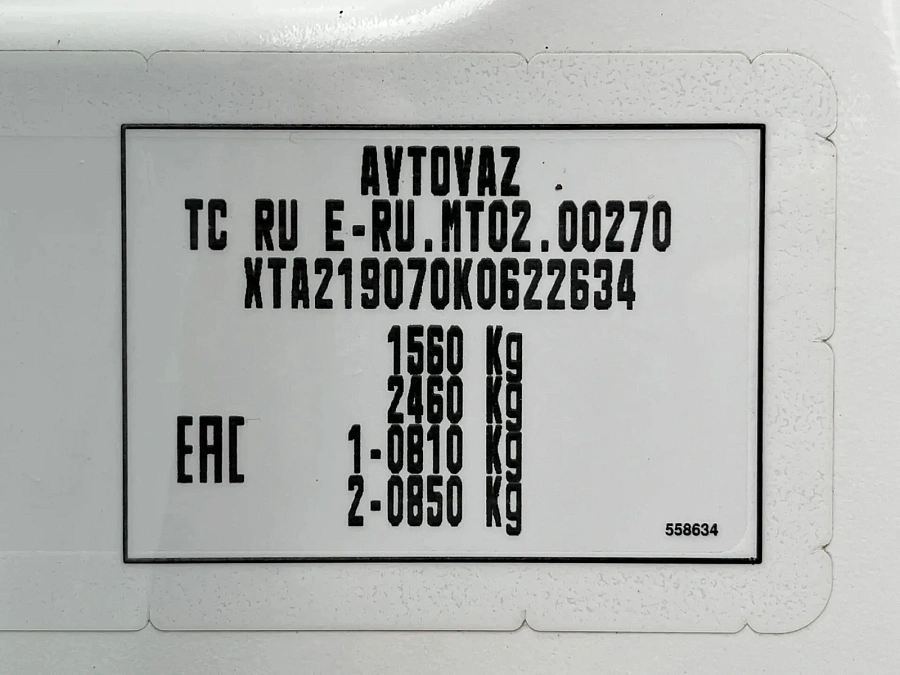 AVTOVAZ
TC RU E-RU.MT02.00270
XTA219070K0622634
1560 Kg
2460 Kg
EAC
1-0810 Kg
2-0850 Kg
558634